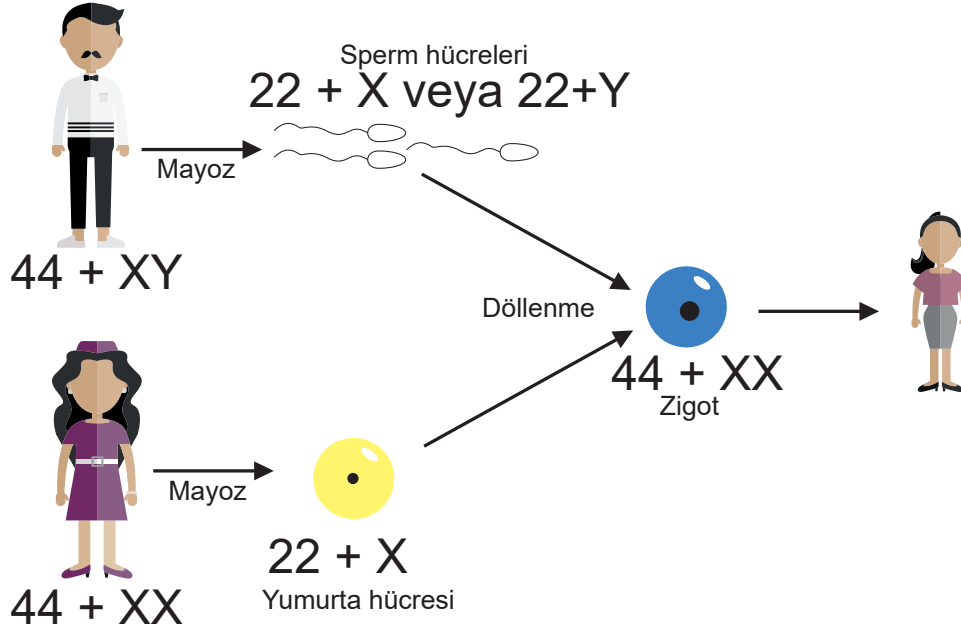 Sperm hücreleri
22 + X veya 22+Y
Mayoz
44 + XY
Döllenme
44 + XX
Zigot
Mayoz
22 + X
Yumurta hücresi
44 + XX